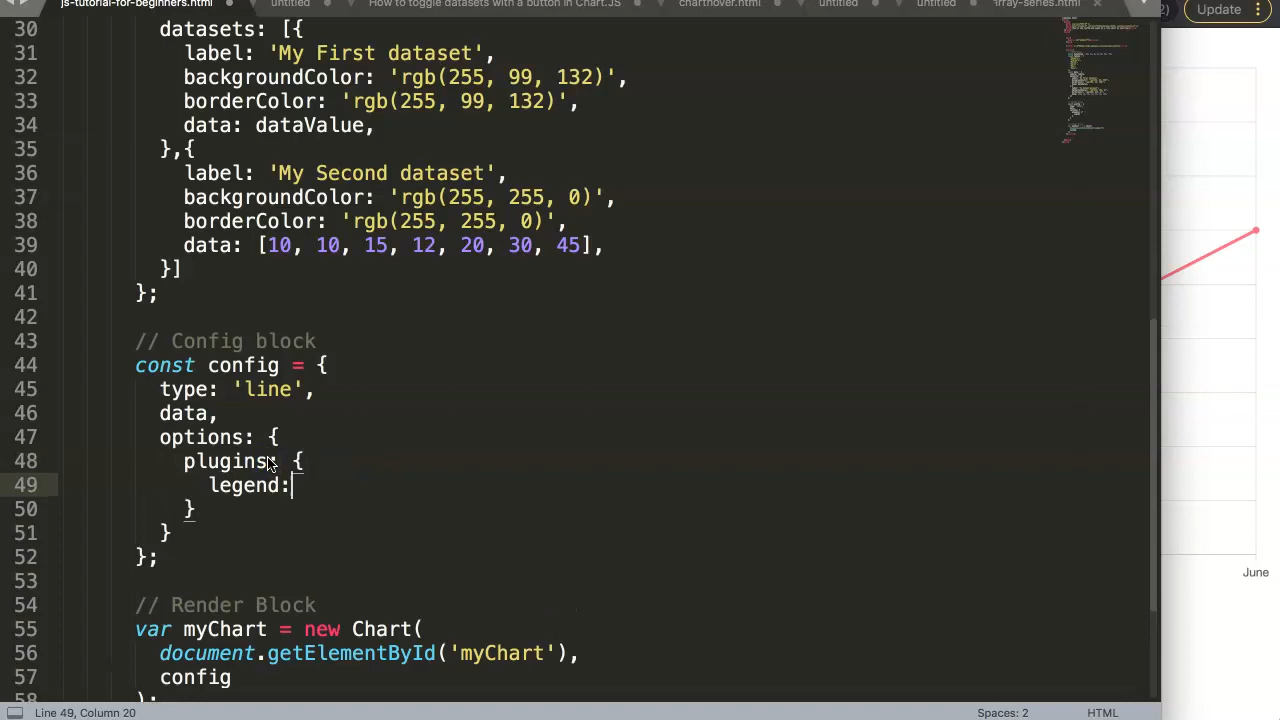 js-tutorial-for-beginners.html
untitled
How to toggle datasets with a button in Chart.JS
charthover.html
untitled
untitled
array-series.html
2)
Update
30 datasets: [{
31 label: 'My First dataset',
32 backgroundColor: 'rgb(255, 99, 132)',
33 borderColor: 'rgb(255, 99, 132)',
34 data: dataValue,
35 },{
36 label: 'My Second dataset',
37 backgroundColor: 'rgb(255, 255, 0)',
38 borderColor: 'rgb(255, 255, 0)',
39 data: [10, 10, 15, 12, 20, 30, 45],
40 }]
41 };
42
43 // Config block
44 const config = {
45 type: 'line',
46 data,
47 options: {
48 plugins: {
49 legend:
50 }
51 }
52 };
53
54 // Render Block
55 var myChart = new Chart(
56 document.getElementById('myChart'),
57 config
58 );
June
Line 49, Column 20
Spaces: 2
HTML